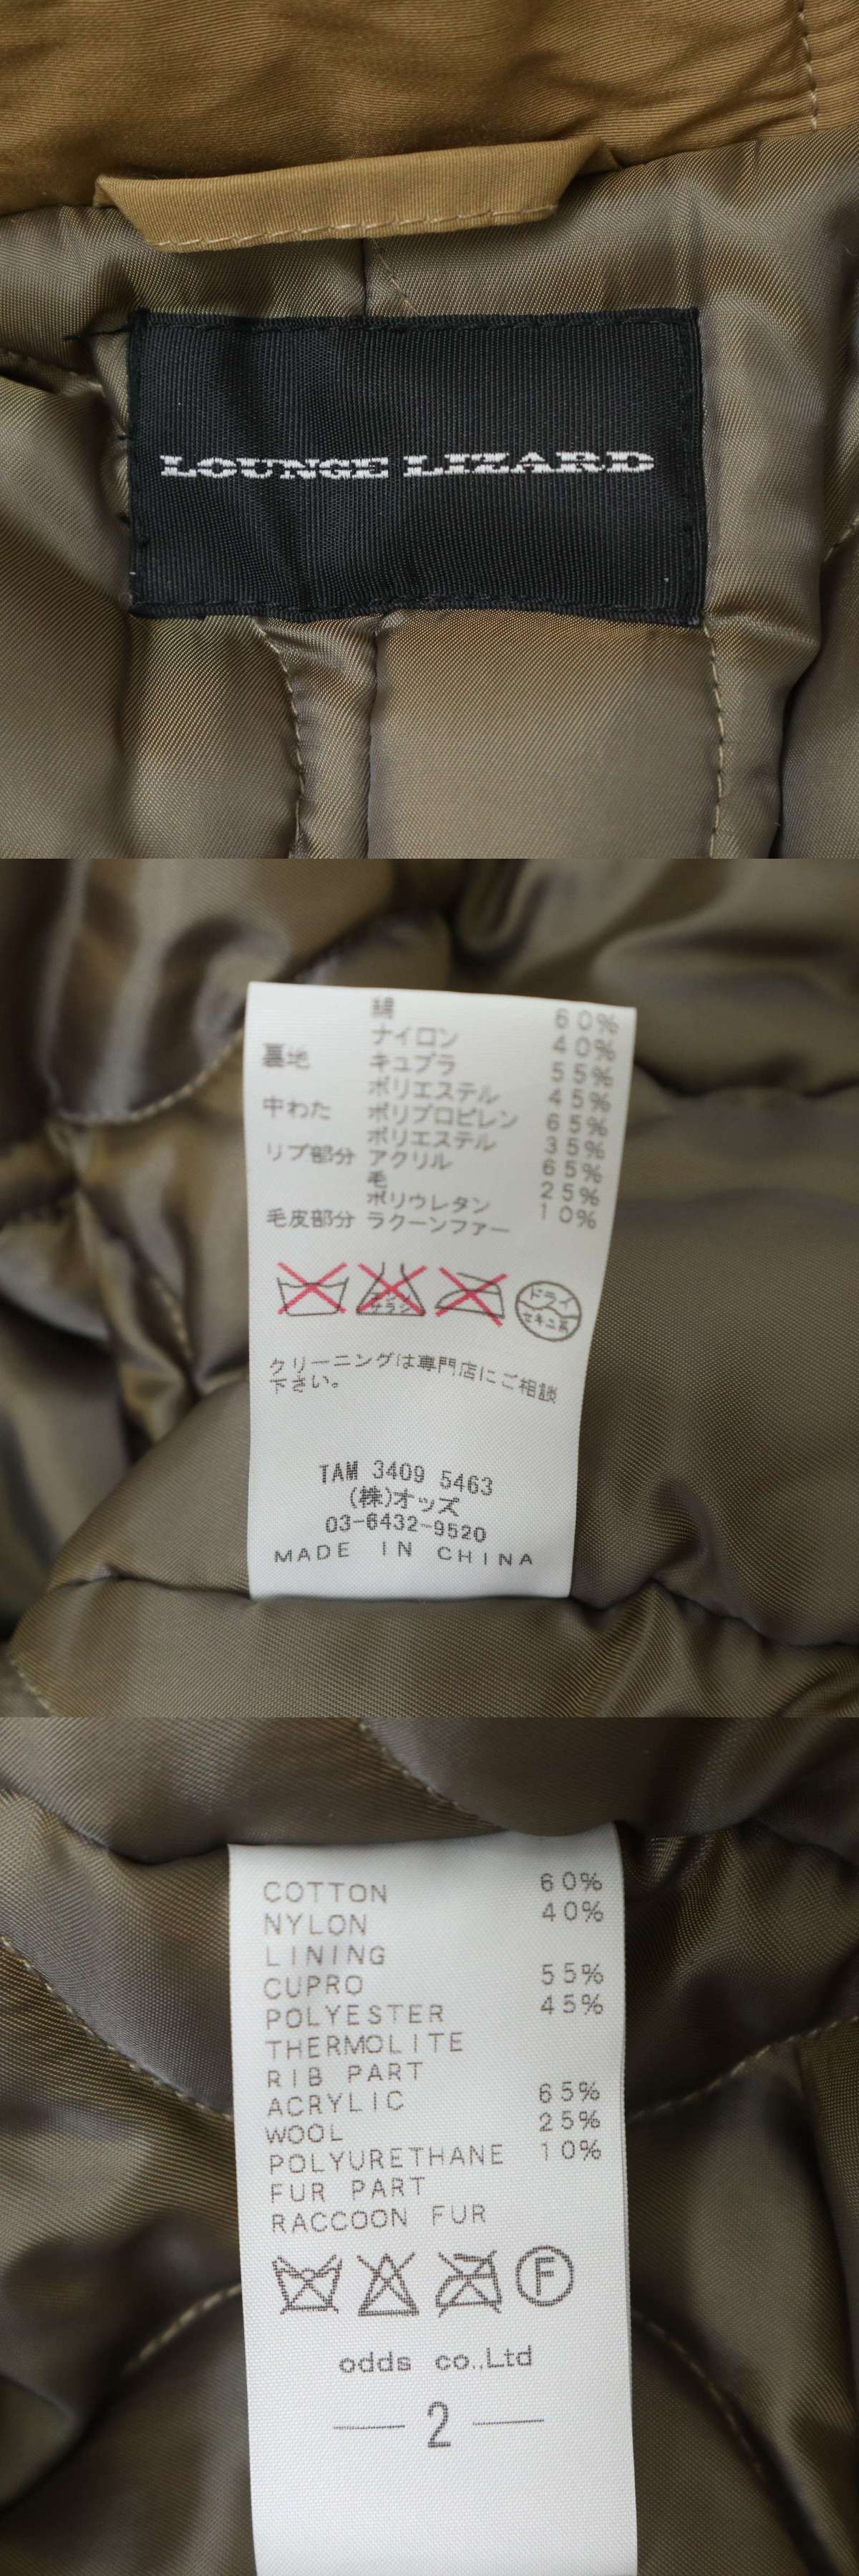 LOUNGE LIZARD
綿 60%
ナイロン 40%
裏地 キュプラ 55%
ポリエステル 45%
中わた ポリプロピレン 65%
ポリエステル 35%
リブ部分 アクリル 65%
毛 25%
ポリウレタン 10%
毛皮部分 ラクーンファー
エンソ
サラシ
ドライ
セキユ系
クリーニングは専門店にご相談
下さい。
TAM 3409 5463
(株)オッズ
03-6432-9520
MADE IN CHINA
COTTON 60%
NYLON 40%
LINING
CUPRO 55%
POLYESTER 45%
THERMOLITE
RIB PART
ACRYLIC 65%
WOOL 25%
POLYURETHANE 10%
FUR PART
RACCOON FUR
F
odds co.,Ltd
— 2 —